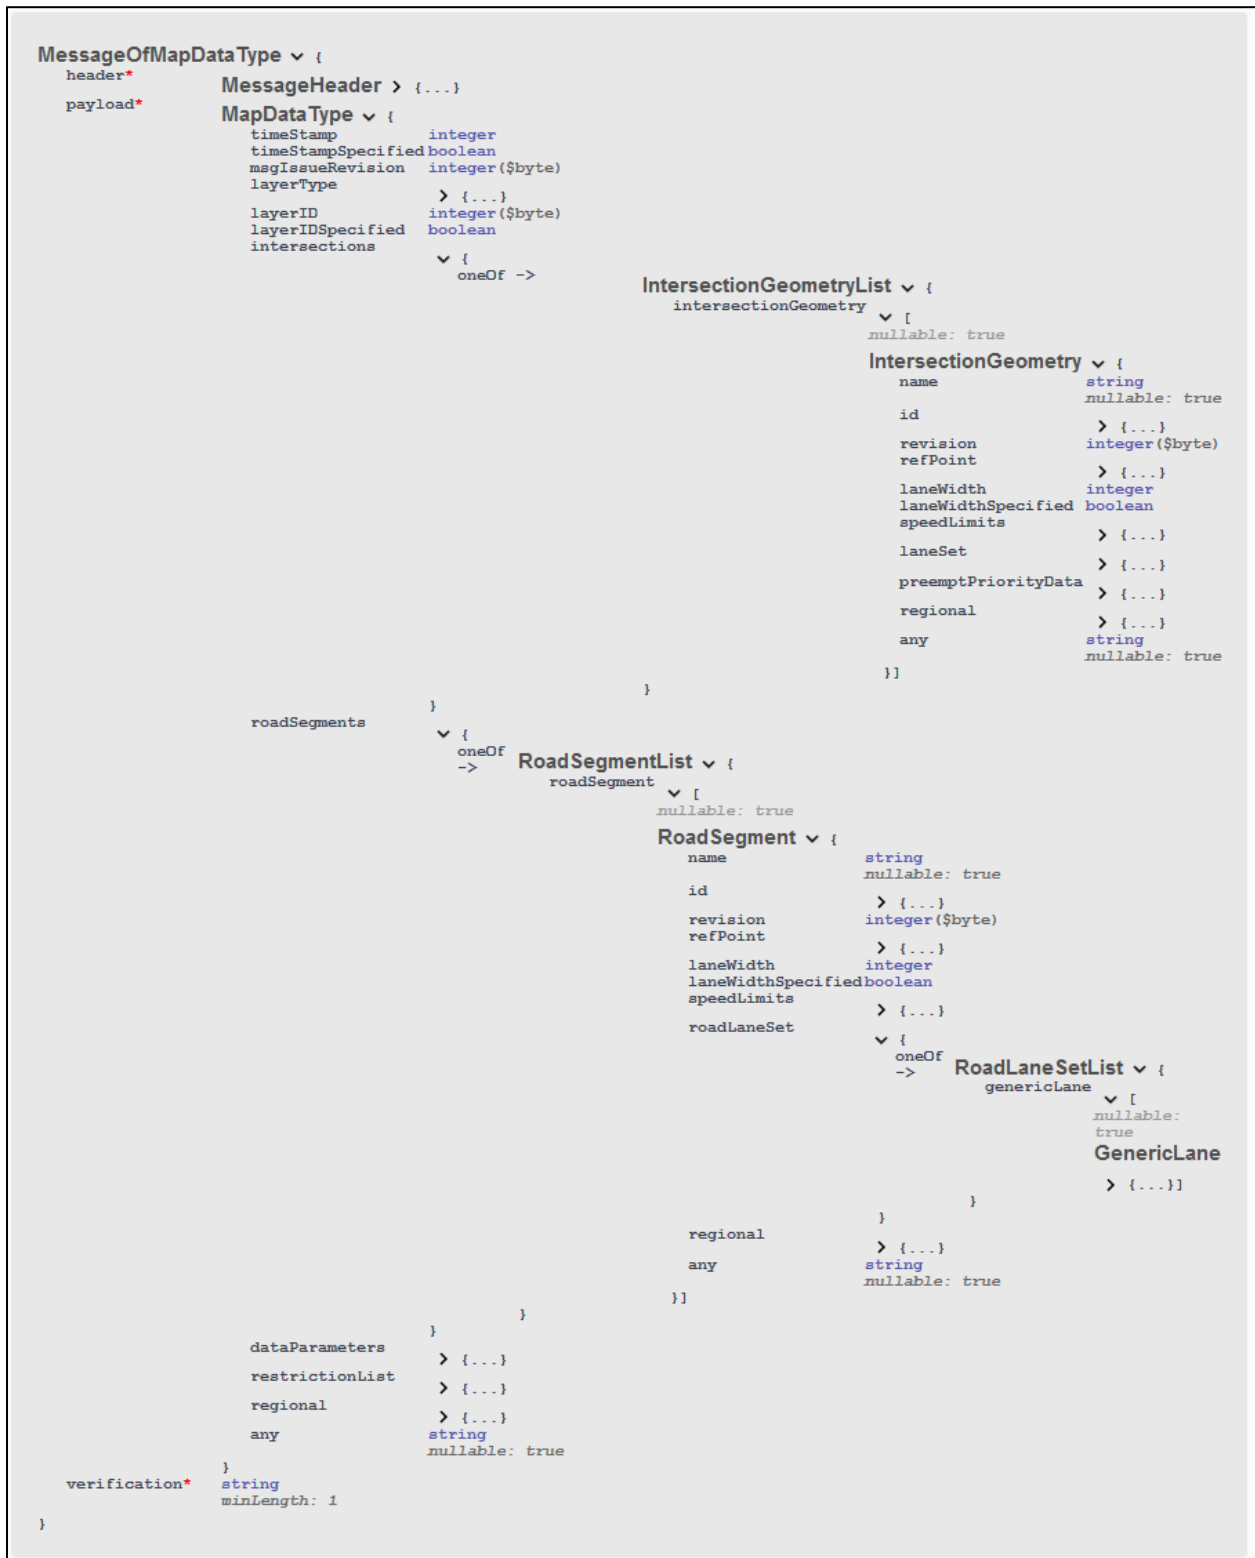 MessageOfMapDataType {
header*
MessageHeader > {...}
payload*
MapDataType {
timeStamp integer
timeStampSpecified boolean
msgIssueRevision integer($byte)
layerType
> {...}
layerID integer($byte)
layerIDSpecified boolean
intersections
{
oneOf ->
IntersectionGeometryList {
intersectionGeometry
[
nullable: true
IntersectionGeometry {
name string
nullable: true
id
> {...}
revision integer($byte)
refPoint
> {...}
laneWidth integer
laneWidthSpecified boolean
speedLimits
> {...}
laneSet
> {...}
preemptPriorityData
> {...}
regional
> {...}
any string
nullable: true
}]
}
}
roadSegments
{
oneOf
->
RoadSegmentList {
roadSegment
[
nullable: true
RoadSegment {
name string
nullable: true
id
> {...}
revision integer($byte)
refPoint
> {...}
laneWidth integer
laneWidthSpecified boolean
speedLimits
> {...}
roadLaneSet
{
oneOf
->
RoadLaneSetList {
genericLane
[
nullable:
true
GenericLane
> {...}]
}
}
regional
> {...}
any string
nullable: true
}]
}
}
dataParameters
> {...}
restrictionList
> {...}
regional
> {...}
any string
nullable: true
}
verification* string
minLength: 1
}